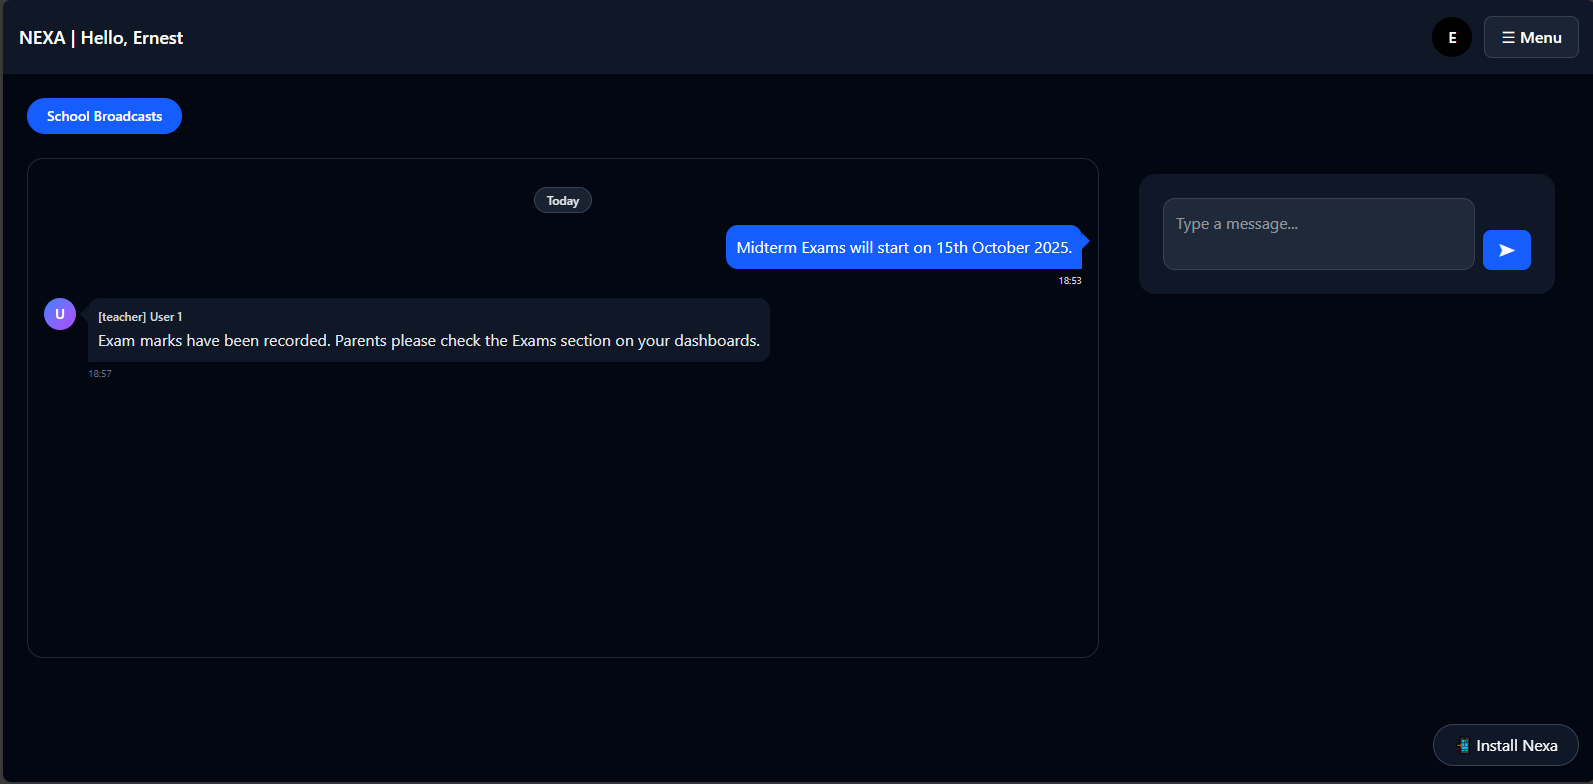 NEXA | Hello, Ernest
E
☰ Menu
School Broadcasts
Today
Midterm Exams will start on 15th October 2025.
18:53
Type a message...
U
[teacher] User 1
Exam marks have been recorded. Parents please check the Exams section on your dashboards.
18:57
Install Nexa